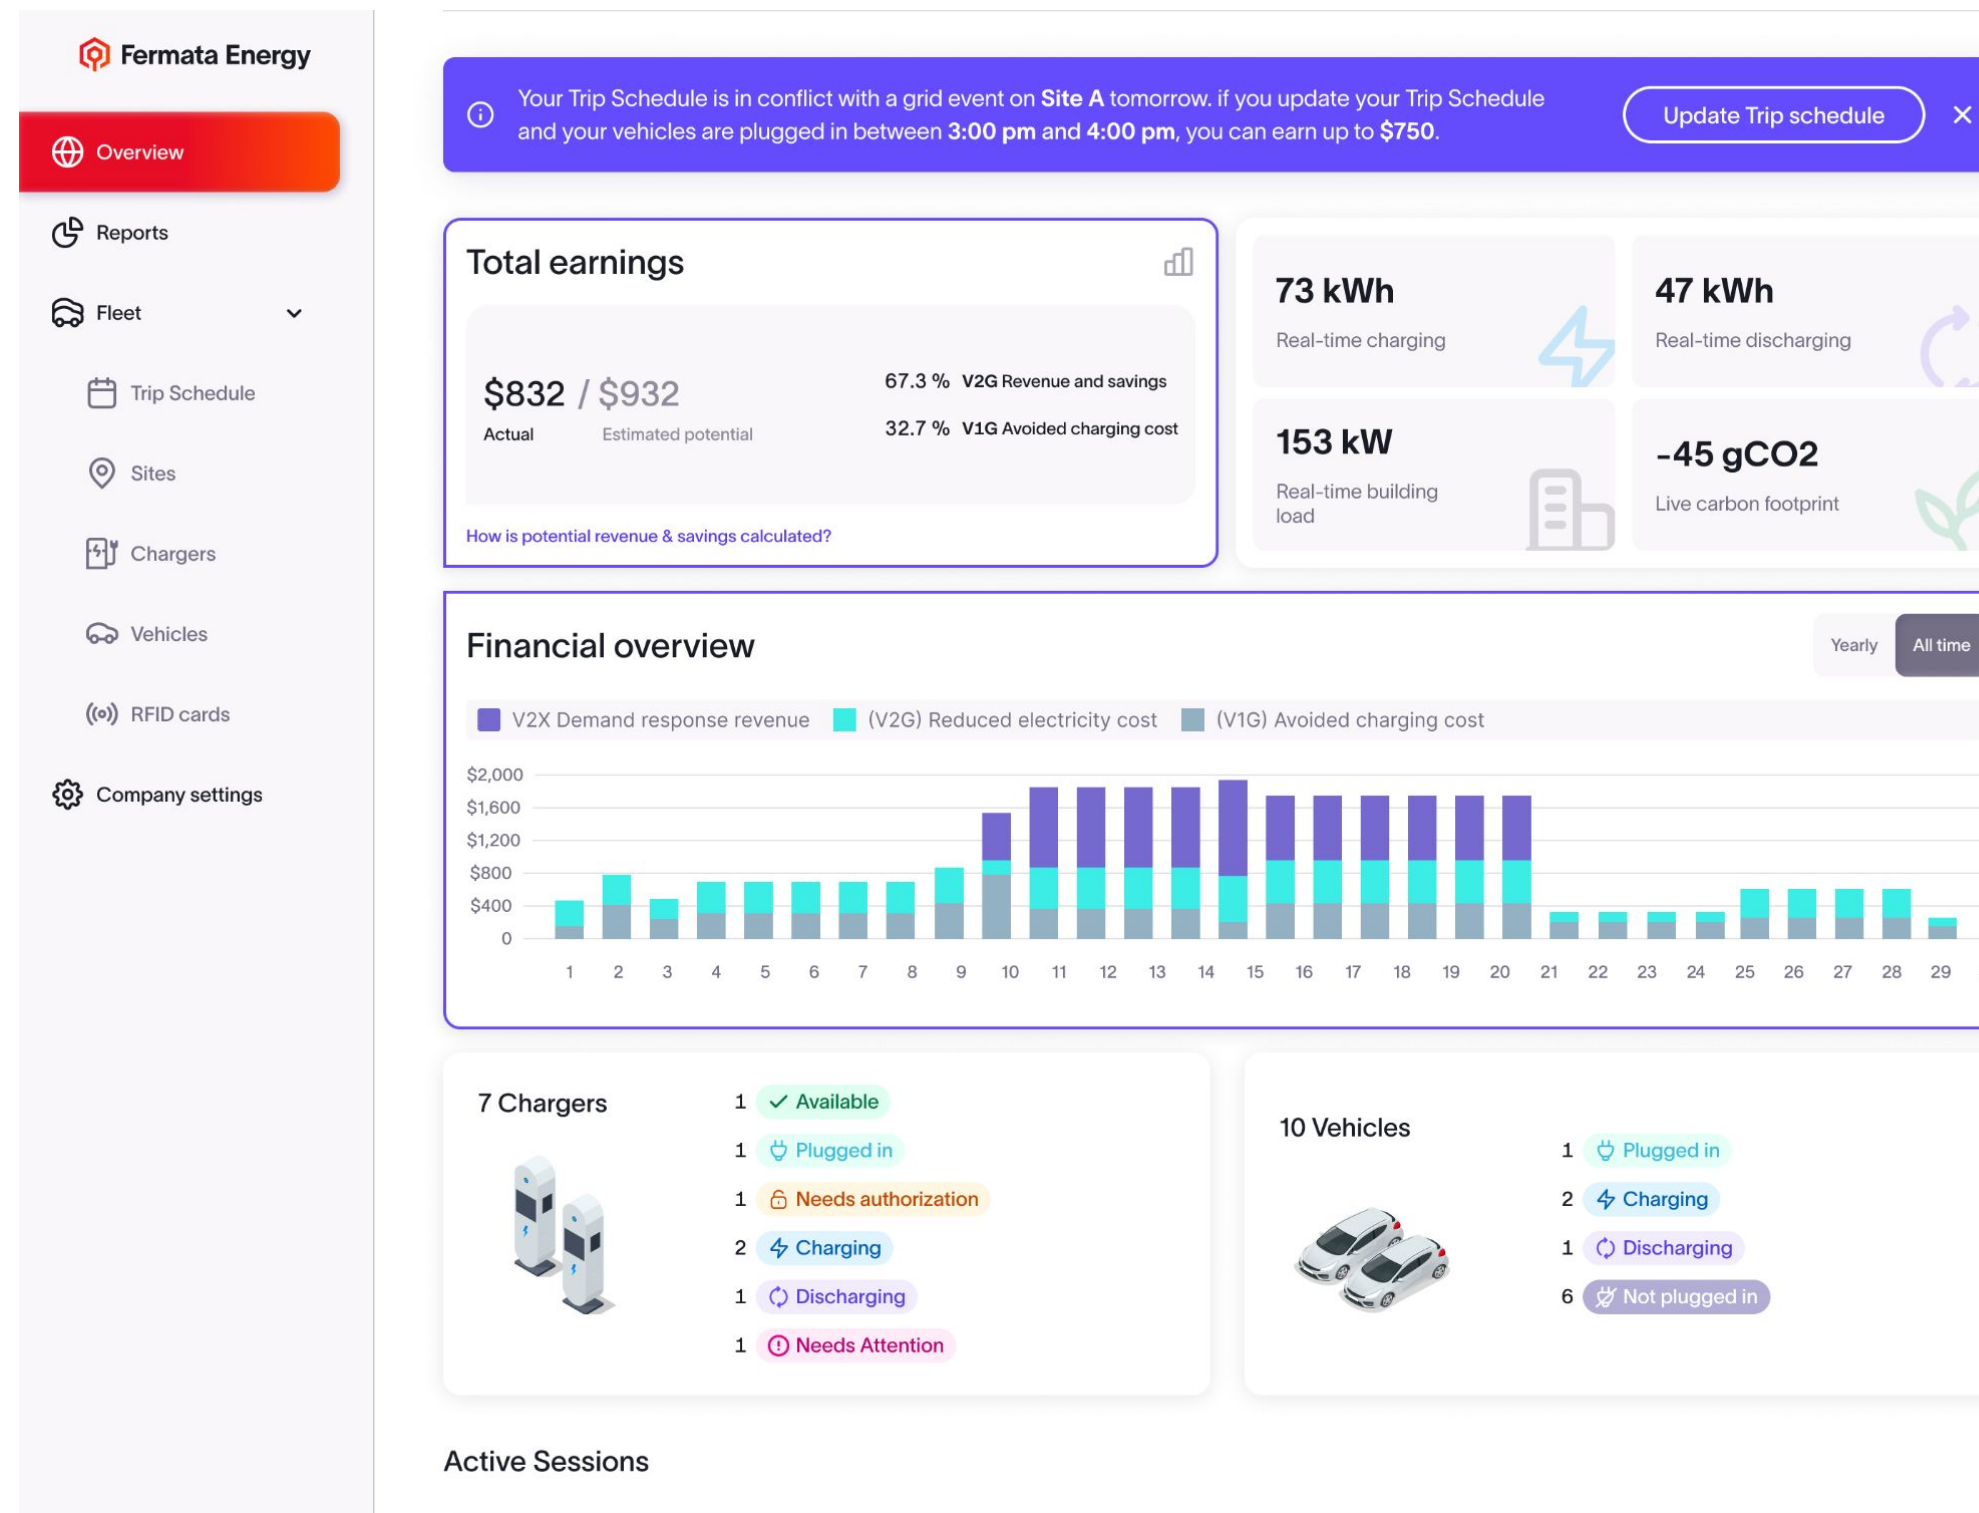 Fermata Energy
Overview
Reports
Fleet
Trip Schedule
Sites
Chargers
Vehicles
RFID cards
Company settings
Your Trip Schedule is in conflict with a grid event on Site A tomorrow. if you update your Trip Schedule
and your vehicles are plugged in between 3:00 pm and 4:00 pm, you can earn up to $750.
Update Trip schedule
Total earnings
$832 / $932
Actual Estimated potential
67.3 % V2G Revenue and savings
32.7 % V1G Avoided charging cost
How is potential revenue & savings calculated?
73 kWh
Real-time charging
47 kWh
Real-time discharging
153 kW
Real-time building
load
-45 gCO2
Live carbon footprint
Financial overview
Yearly All time
V2X Demand response revenue (V2G) Reduced electricity cost (V1G) Avoided charging cost
$2,000
$1,600
$1,200
$800
$400
0
1 2 3 4 5 6 7 8 9 10 11 12 13 14 15 16 17 18 19 20 21 22 23 24 25 26 27 28 29
7 Chargers
1 Available
1 Plugged in
1 Needs authorization
2 Charging
1 Discharging
1 Needs Attention
10 Vehicles
1 Plugged in
2 Charging
1 Discharging
6 Not plugged in
Active Sessions